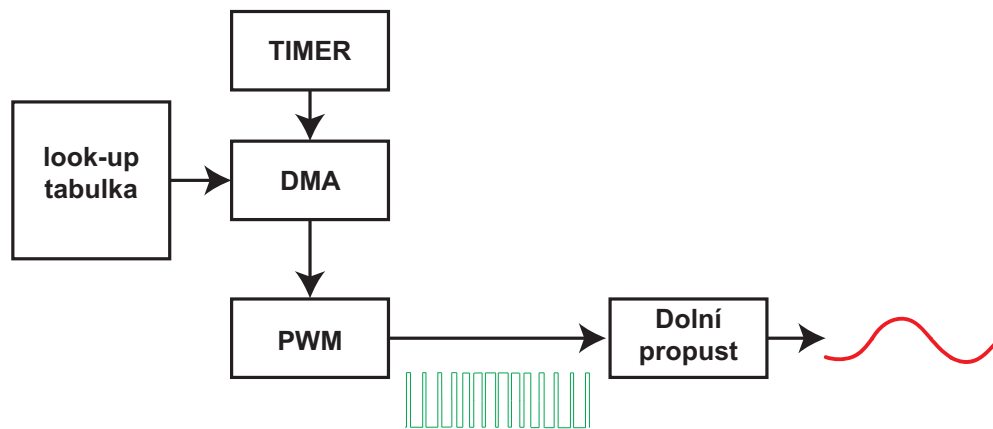 TIMER
look-up
tabulka
DMA
PWM
Dolní
propust